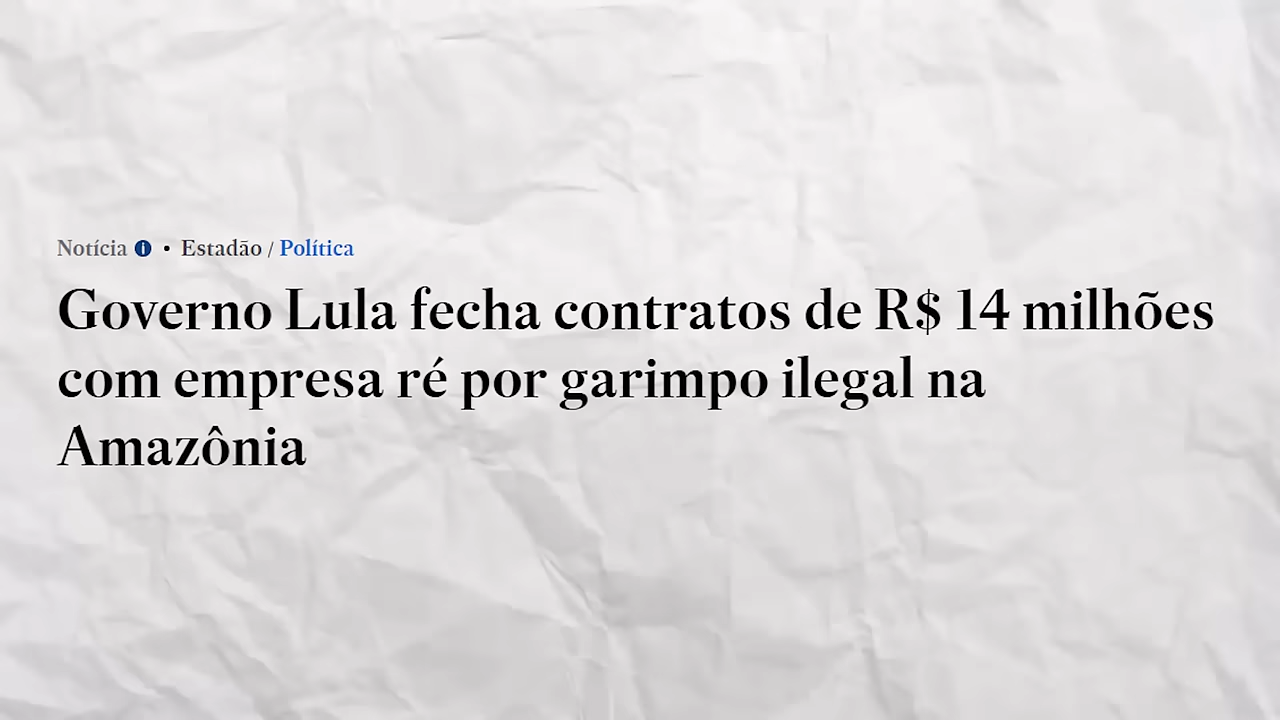 Notícia i • Estadão / Política
Governo Lula fecha contratos de R$ 14 milhões
com empresa ré por garimpo ilegal na
Amazônia